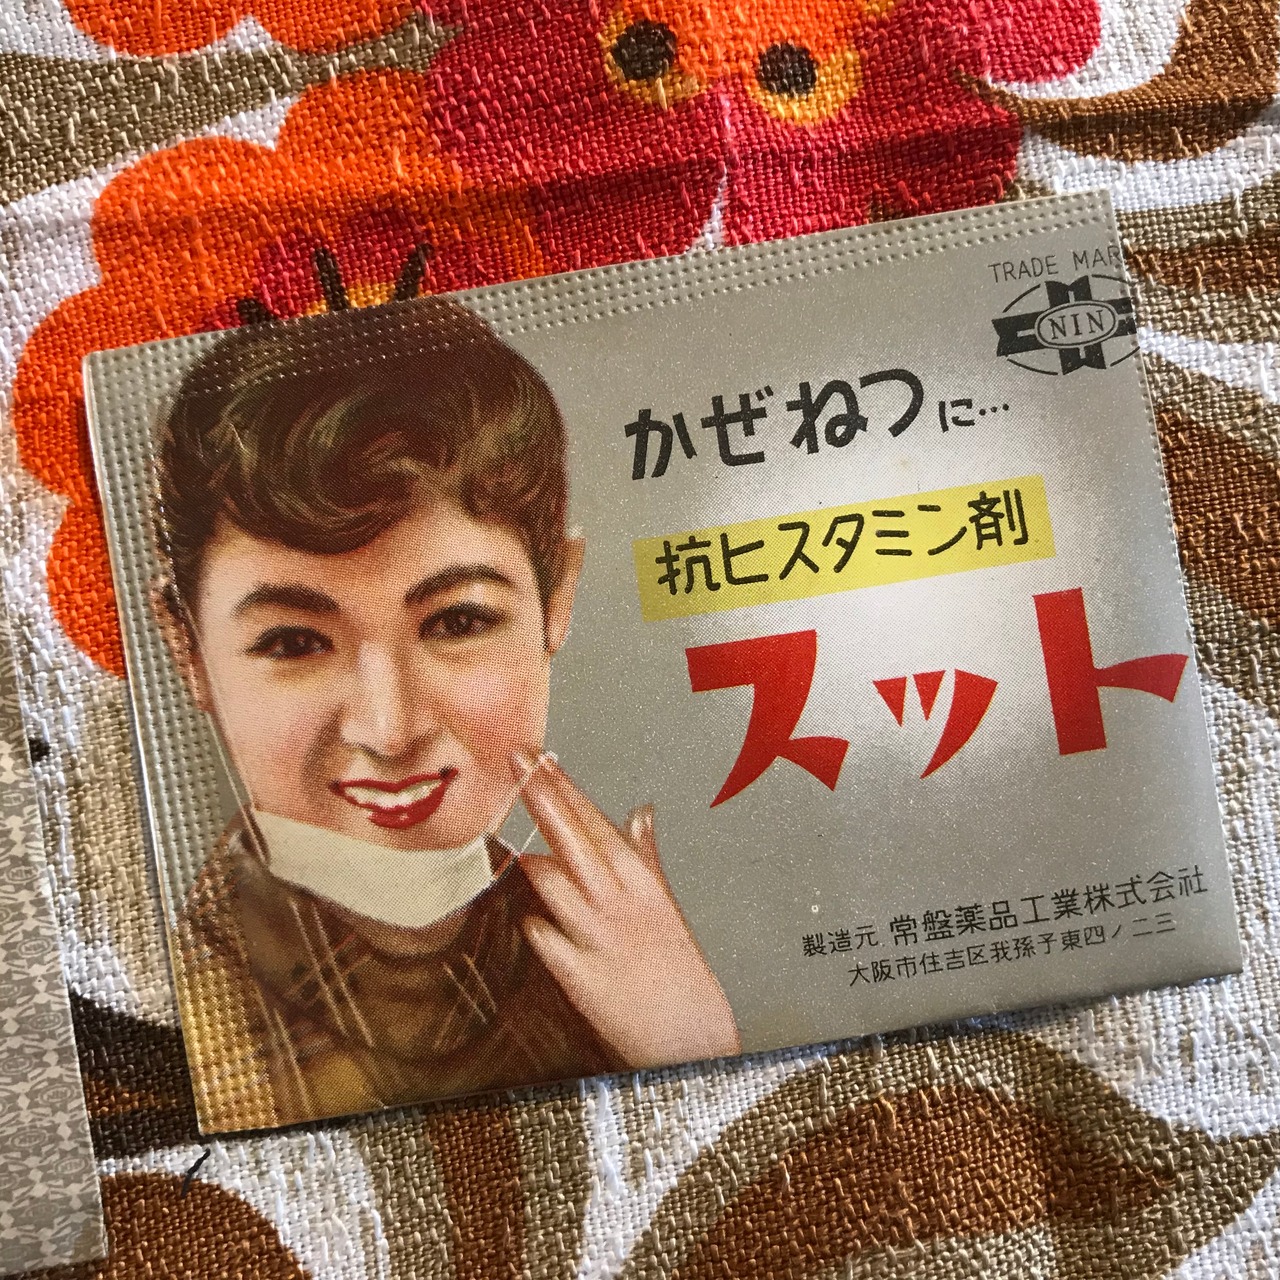 TRADE MAR
NIN
かぜねつに…
抗ヒスタミン剤
スット
製造元 常盤薬品工業株式会社
大阪市住吉区我孫子東四ノ二三